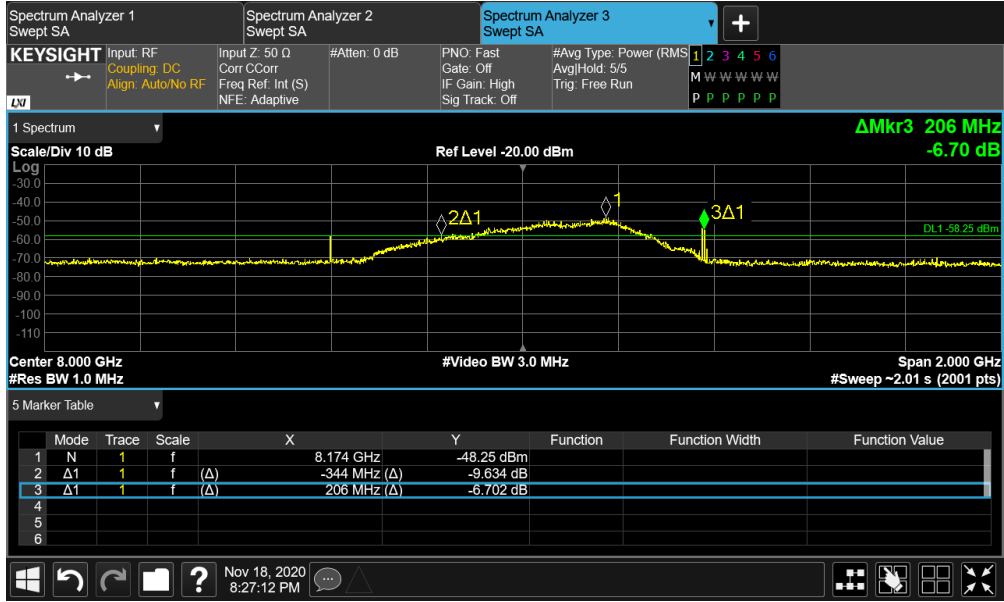 Spectrum Analyzer 1
Swept SA
Spectrum Analyzer 2
Swept SA
Spectrum Analyzer 3
Swept SA
KEYSIGHT
LXI
Input: RF
Coupling: DC
Align: Auto/No RF
Input Z: 50 Ω
Corr CCorr
Freq Ref: Int (S)
NFE: Adaptive
#Atten: 0 dB
PNO: Fast
Gate: Off
IF Gain: High
Sig Track: Off
#Avg Type: Power (RMS
Avg|Hold: 5/5
Trig: Free Run
1 2 3 4 5 6
M W W W W W
P P P P P P
1 Spectrum
ΔMkr3 206 MHz
-6.70 dB
Scale/Div 10 dB
Ref Level -20.00 dBm
Log
-30.0
-40.0
-50.0
-60.0
-70.0
-80.0
-90.0
-100
-110
2Δ1
1
3Δ1
DL1 -58.25 dBm
Center 8.000 GHz
#Video BW 3.0 MHz
Span 2.000 GHz
#Res BW 1.0 MHz
#Sweep ~2.01 s (2001 pts)
5 Marker Table
Mode Trace Scale X Y Function Function Width Function Value
1 N 1 f 8.174 GHz -48.25 dBm
2 Δ1 1 f (Δ) -344 MHz (Δ) -9.634 dB
3 Δ1 1 f (Δ) 206 MHz (Δ) -6.702 dB
4
5
6
?
Nov 18, 2020
8:27:12 PM